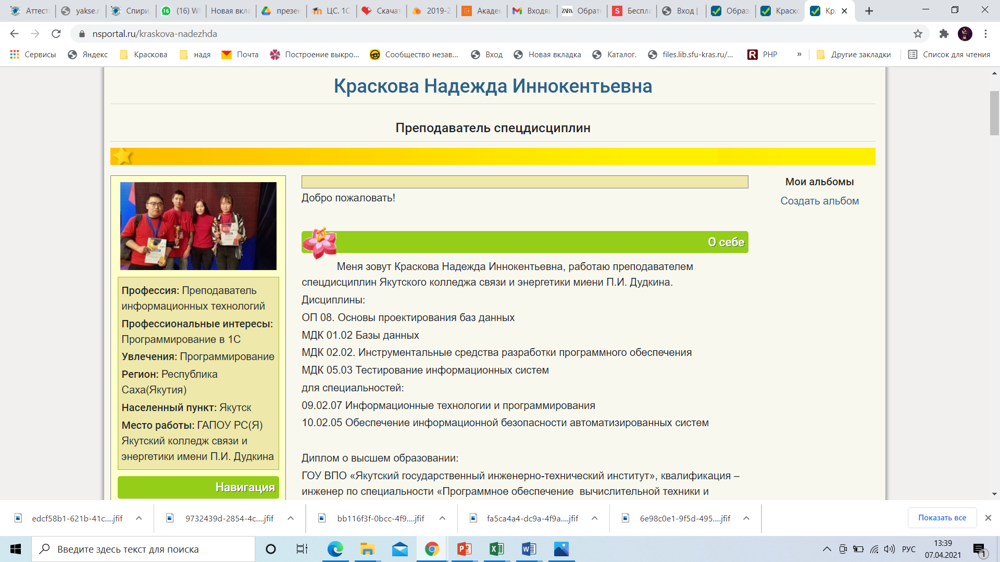 Аттеста
yakse.r
Спири
(16) W
Новая вкла
презен
ЦС. 1С
Скачат
2019-2
Академ
Входя
ZARA
Обрат
Беспла
Вход |
Образ
Краско
Кра
nsportal.ru/kraskova-nadezhda
Сервисы
Яндекс
Краскова
надя
Почта
Построение выкро...
Сообщество незав...
Вход
Новая вкладка
Каталог.
files.lib.sfu-kras.ru/...
PHP
»
Другие закладки
Список для чтения
Краскова Надежда Иннокентьевна
Преподаватель спецдисциплин
Профессия: Преподаватель
информационных технологий
Профессиональные интересы:
Программирование в 1С
Увлечения: Программирование
Регион: Республика
Саха(Якутия)
Населенный пункт: Якутск
Место работы: ГАПОУ РС(Я)
Якутский колледж связи и
энергетики имени П.И. Дудкина
Навигация
Добро пожаловать!
О себе
Меня зовут Краскова Надежда Иннокентьевна, работаю преподавателем
спецдисциплин Якутского колледжа связи и энергетики миени П.И. Дудкина.
Дисциплины:
ОП 08. Основы проектирования баз данных
МДК 01.02 Базы данных
МДК 02.02. Инструментальные средства разработки программного обеспечения
МДК 05.03 Тестирование информационных систем
для специальностей:
09.02.07 Информационные технологии и программирования
10.02.05 Обеспечение информационной безопасности автоматизированных систем
Диплом о высшем образовании:
ГОУ ВПО «Якутский государственный инженерно-технический институт», квалификация –
инженер по специальности «Программное обеспечение вычислительной техники и
Мои альбомы
Создать альбом
edcf58b1-621b-41c....jfif
9732439d-2854-4c....jfif
bb116f3f-0bcc-4f9....jfif
fa5ca4a4-dc9a-4f9a....jfif
6e98c0e1-9f5d-495....jfif
Показать все
Введите здесь текст для поиска
РУС
13:39
07.04.2021
1